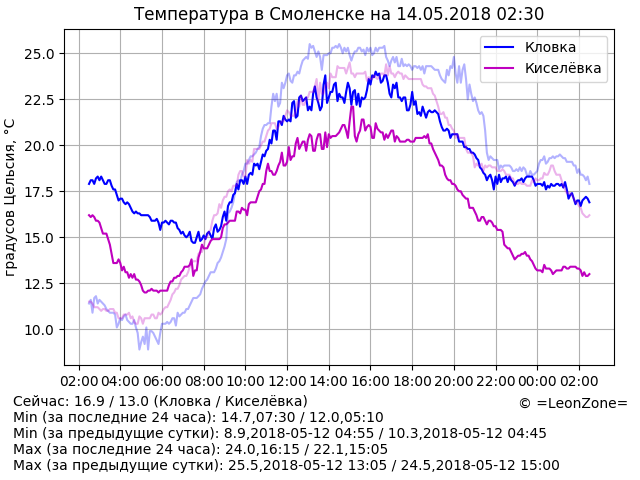 Температура в Смоленске на 14.05.2018 02:30
Кловка
Киселёвка
градусов Цельсия, °C
25.0
22.5
20.0
17.5
15.0
12.5
10.0
02:00 04:00 06:00 08:00 10:00 12:00 14:00 16:00 18:00 20:00 22:00 00:00 02:00
Сейчас: 16.9 / 13.0 (Кловка / Киселёвка)
© =LeonZone=
Min (за последние 24 часа): 14.7,07:30 / 12.0,05:10
Min (за предыдущие сутки): 8.9,2018-05-12 04:55 / 10.3,2018-05-12 04:45
Max (за последние 24 часа): 24.0,16:15 / 22.1,15:05
Max (за предыдущие сутки): 25.5,2018-05-12 13:05 / 24.5,2018-05-12 15:00